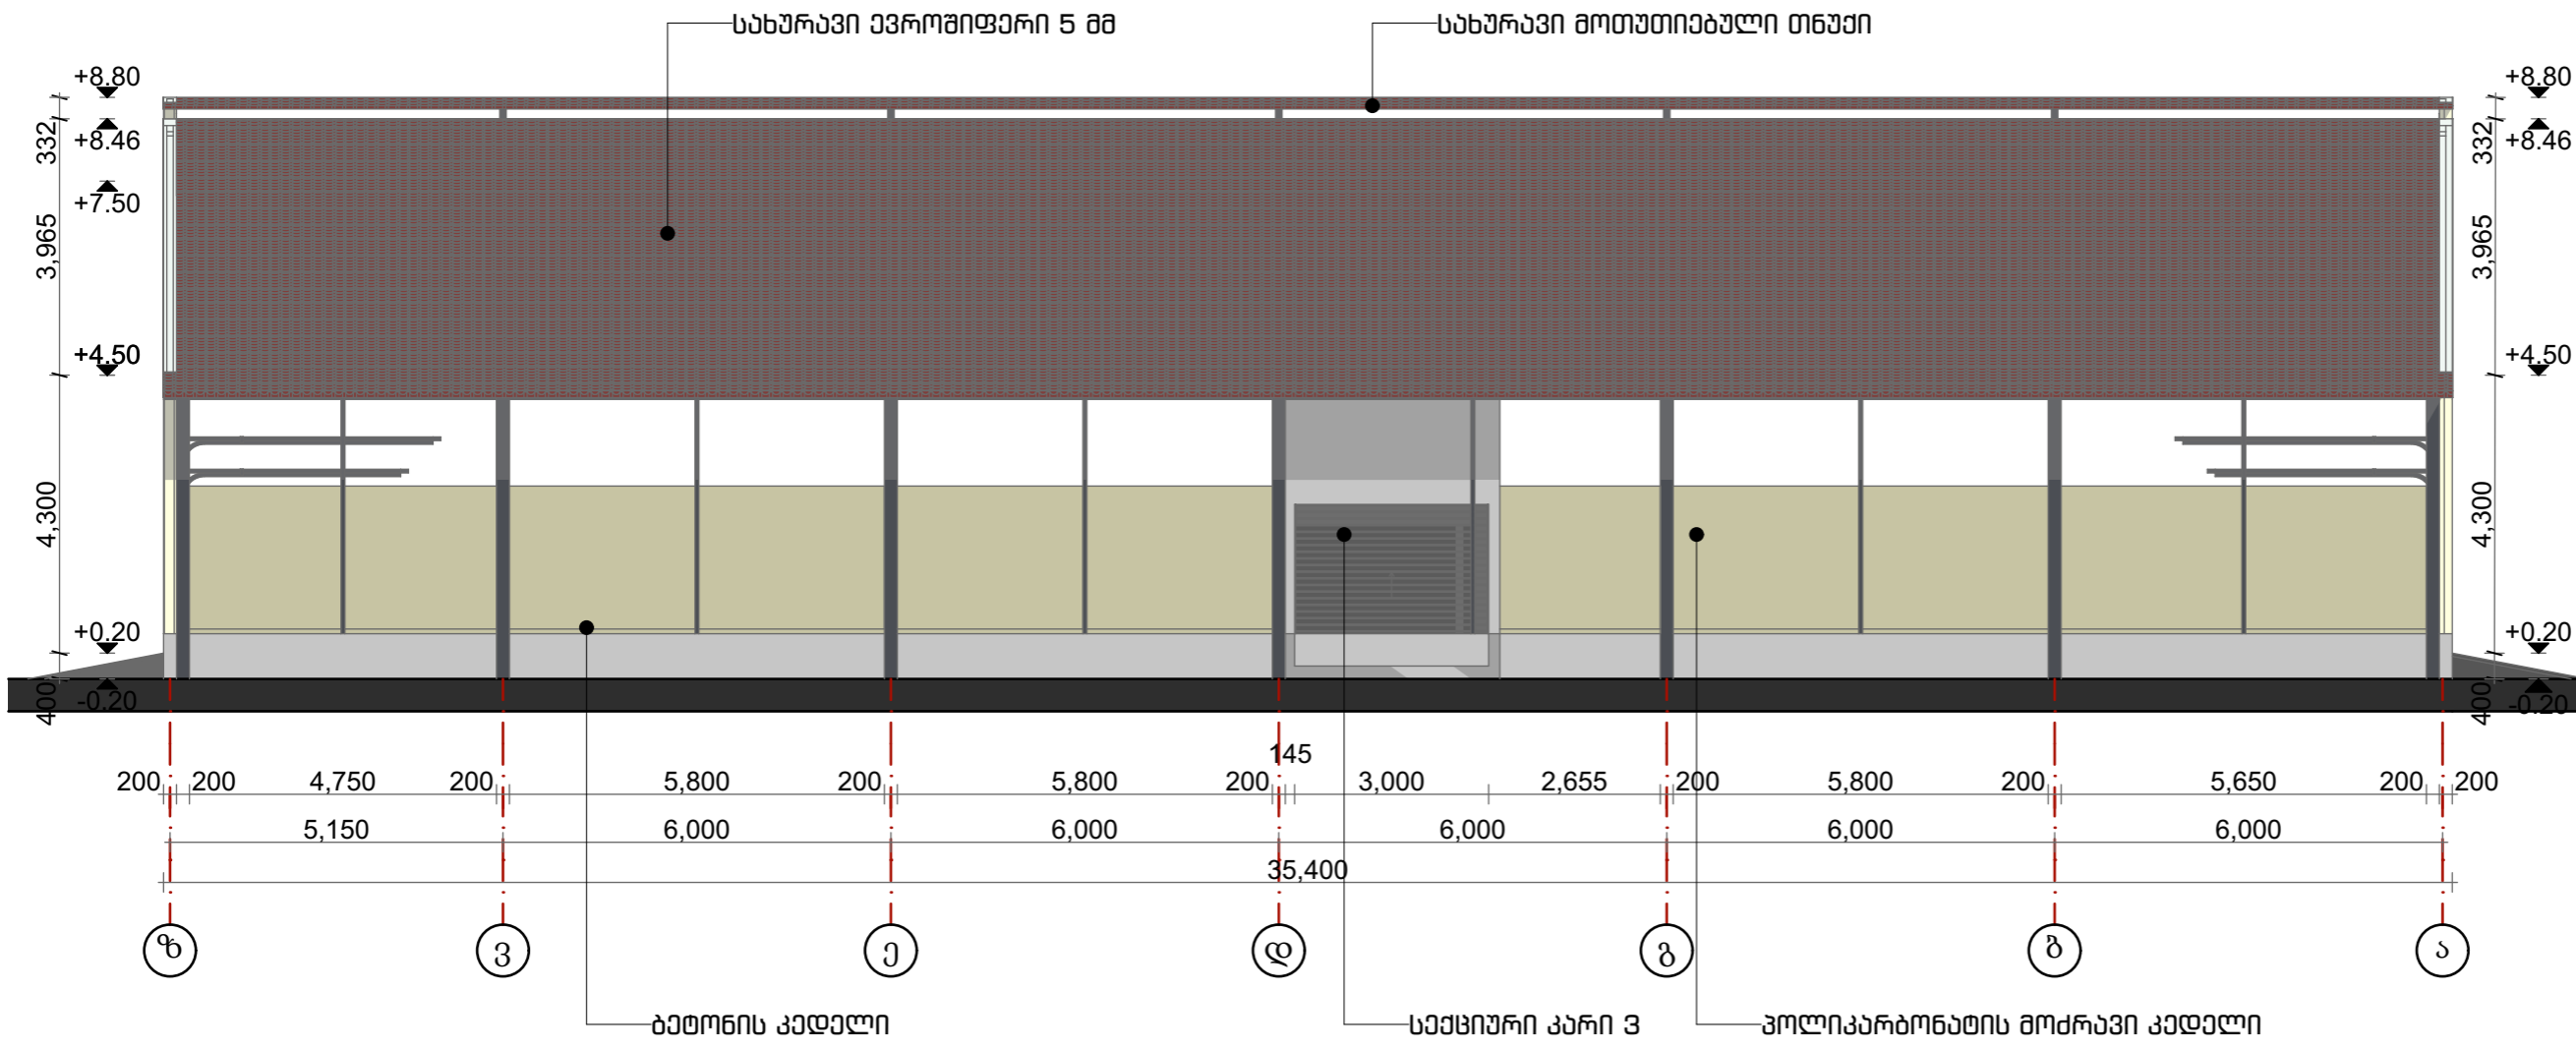 სახურავი ევროშიფერი 5 მმ
სახურავი მოთუთიებული თნუქი
+8.80
+8.80
332
+8.46
332
+8.46
+7.50
3,965
3,965
+4.50
+4.50
4,300
4,300
+0.20
+0.20
400
-0.20
400
-0.20
145
200 200 4,750 200 5,800 200 5,800 200 3,000 2,655 200 5,800 200 5,650 200 200
5,150 6,000 6,000 6,000 6,000 6,000
35,400
ზ ვ ე დ გ ბ ა
ბეტონის კედელი
სექციური კარი 3
პოლიკარბონატის მოძრავი კედელი